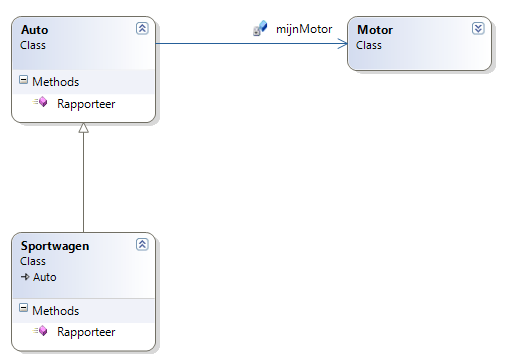 Auto
Class
Methods
Rapporteer
mijnMotor
Motor
Class
Sportwagen
Class
Auto
Methods
Rapporteer